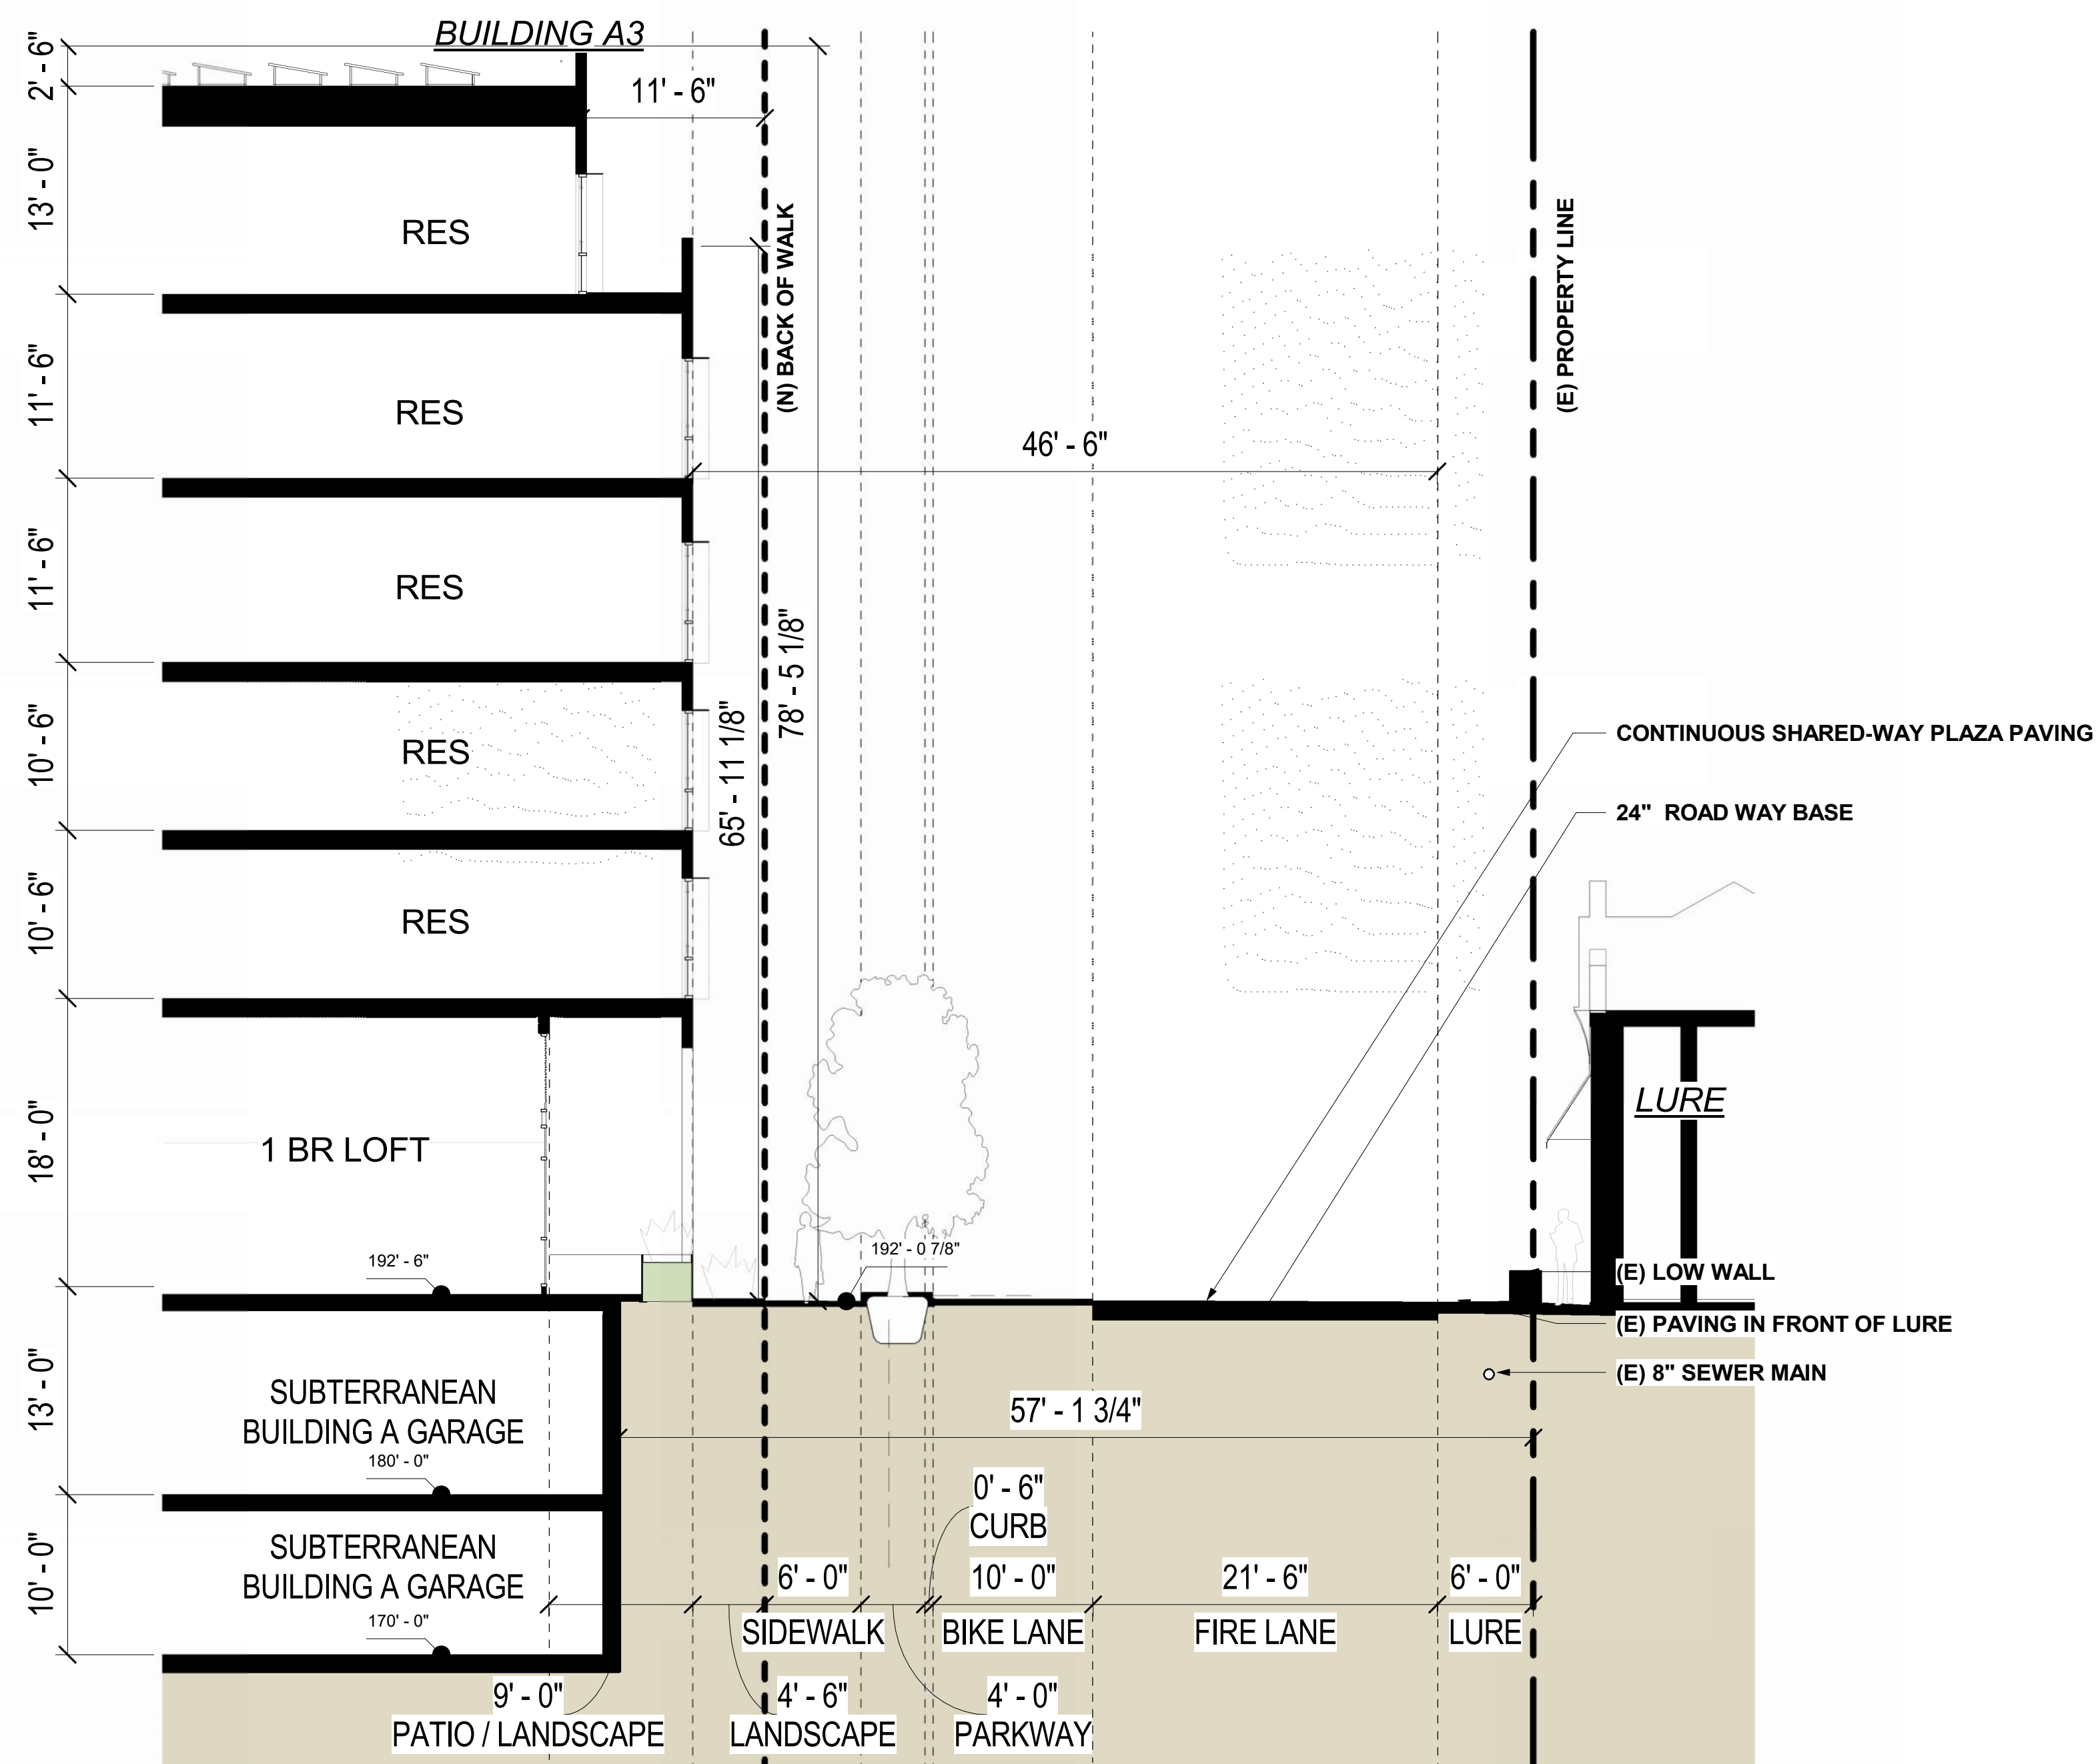 BUILDING A3
2' - 6"
11' - 6"
13' - 0"
RES
(N) BACK OF WALK
(E) PROPERTY LINE
11' - 6"
RES
46' - 6"
11' - 6"
RES
78' - 5 1/8"
65' - 11 1/8"
10' - 6"
RES
CONTINUOUS SHARED-WAY PLAZA PAVING
24" ROAD WAY BASE
10' - 6"
RES
LURE
18' - 0"
1 BR LOFT
192' - 6"
192' - 0 7/8"
(E) LOW WALL
(E) PAVING IN FRONT OF LURE
(E) 8" SEWER MAIN
13' - 0"
SUBTERRANEAN
BUILDING A GARAGE
180' - 0"
57' - 1 3/4"
0' - 6"
CURB
10' - 0"
SUBTERRANEAN
BUILDING A GARAGE
170' - 0"
6' - 0"
SIDEWALK
10' - 0"
BIKE LANE
21' - 6"
FIRE LANE
6' - 0"
LURE
9' - 0"
PATIO / LANDSCAPE
4' - 6"
LANDSCAPE
4' - 0"
PARKWAY